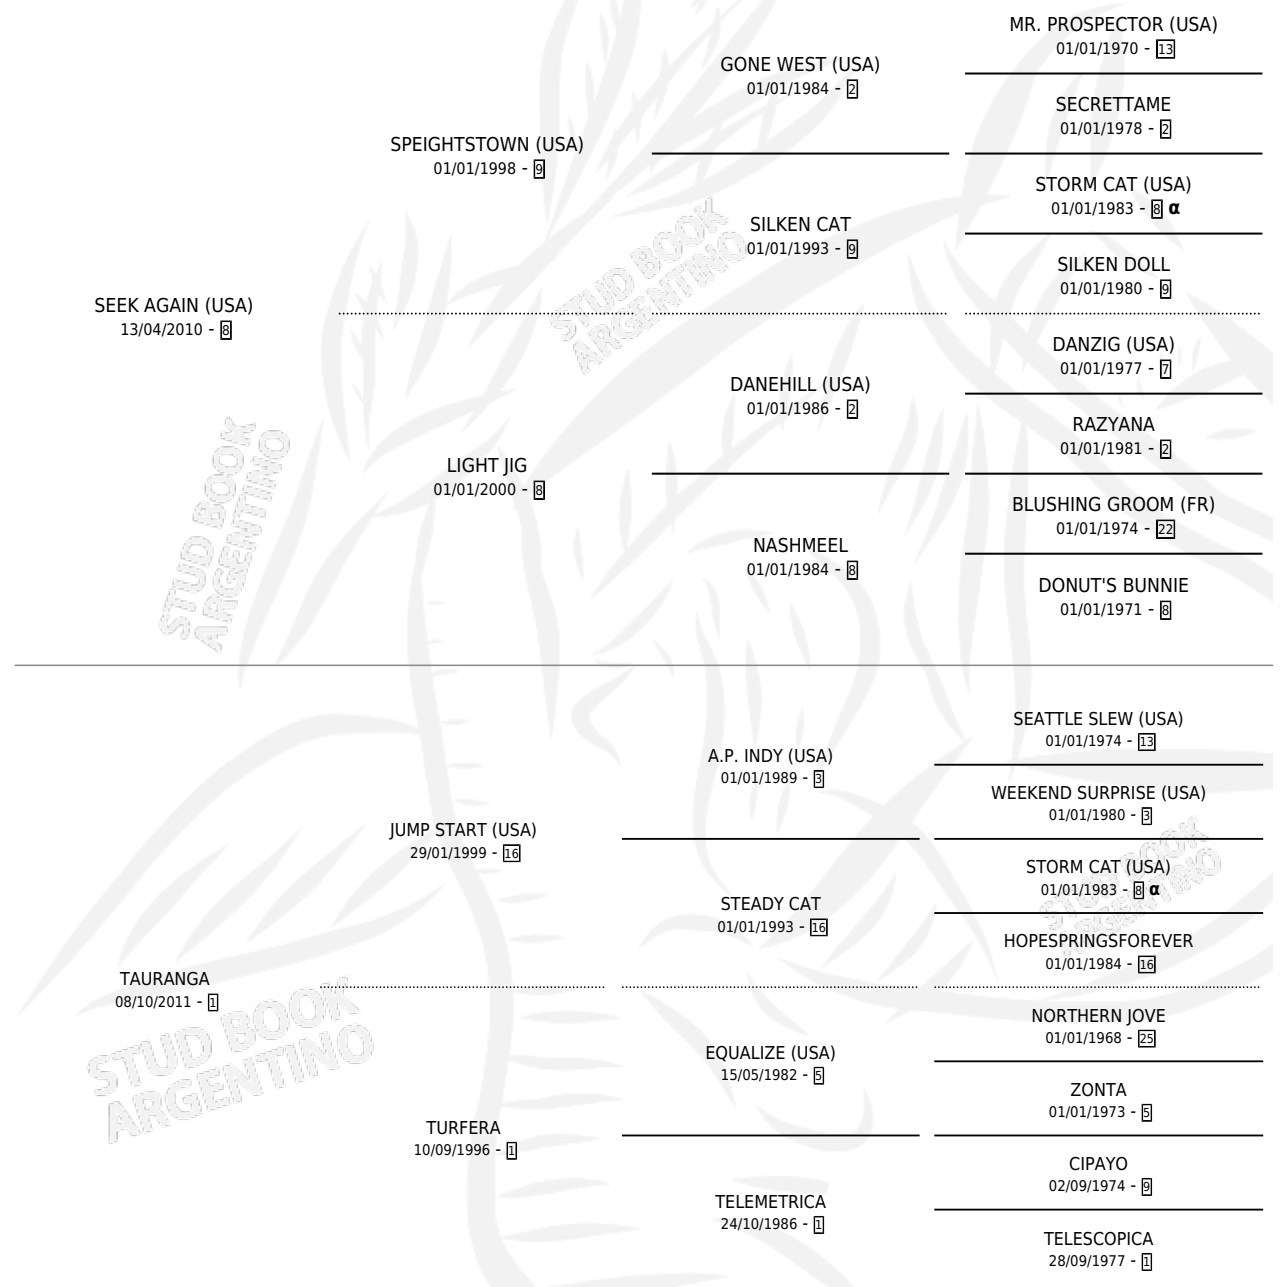 MR. PROSPECTOR (USA)
01/01/1970 - 13
GONE WEST (USA)
01/01/1984 - 2
SECRETTAME
01/01/1978 - 2
SPEIGHTSTOWN (USA)
01/01/1998 - 9
STORM CAT (USA)
01/01/1983 - 8 α
SILKEN CAT
01/01/1993 - 9
SILKEN DOLL
01/01/1980 - 9
SEEK AGAIN (USA)
13/04/2010 - 8
DANZIG (USA)
01/01/1977 - 7
DANEHILL (USA)
01/01/1986 - 2
RAZYANA
01/01/1981 - 2
LIGHT JIG
01/01/2000 - 8
BLUSHING GROOM (FR)
01/01/1974 - 22
NASHMEEL
01/01/1984 - 8
DONUT'S BUNNIE
01/01/1971 - 8
STUD BOOK
ARGENTINO
STUD BOOK
ARGENTINO
SEATTLE SLEW (USA)
01/01/1974 - 13
A.P. INDY (USA)
01/01/1989 - 3
WEEKEND SURPRISE (USA)
01/01/1980 - 3
JUMP START (USA)
29/01/1999 - 16
STORM CAT (USA)
01/01/1983 - 8 α
STEADY CAT
01/01/1993 - 16
HOPESPRINGSFOREVER
01/01/1984 - 16
TAURANGA
08/10/2011 - 1
NORTHERN JOVE
01/01/1968 - 25
EQUALIZE (USA)
15/05/1982 - 5
ZONTA
01/01/1973 - 5
TURFERA
10/09/1996 - 1
CIPAYO
02/09/1974 - 9
TELEMETRICA
24/10/1986 - 1
TELESCOPICA
28/09/1977 - 1
STUD BOOK
ARGENTINO
STUD BOOK
ARGENTINO